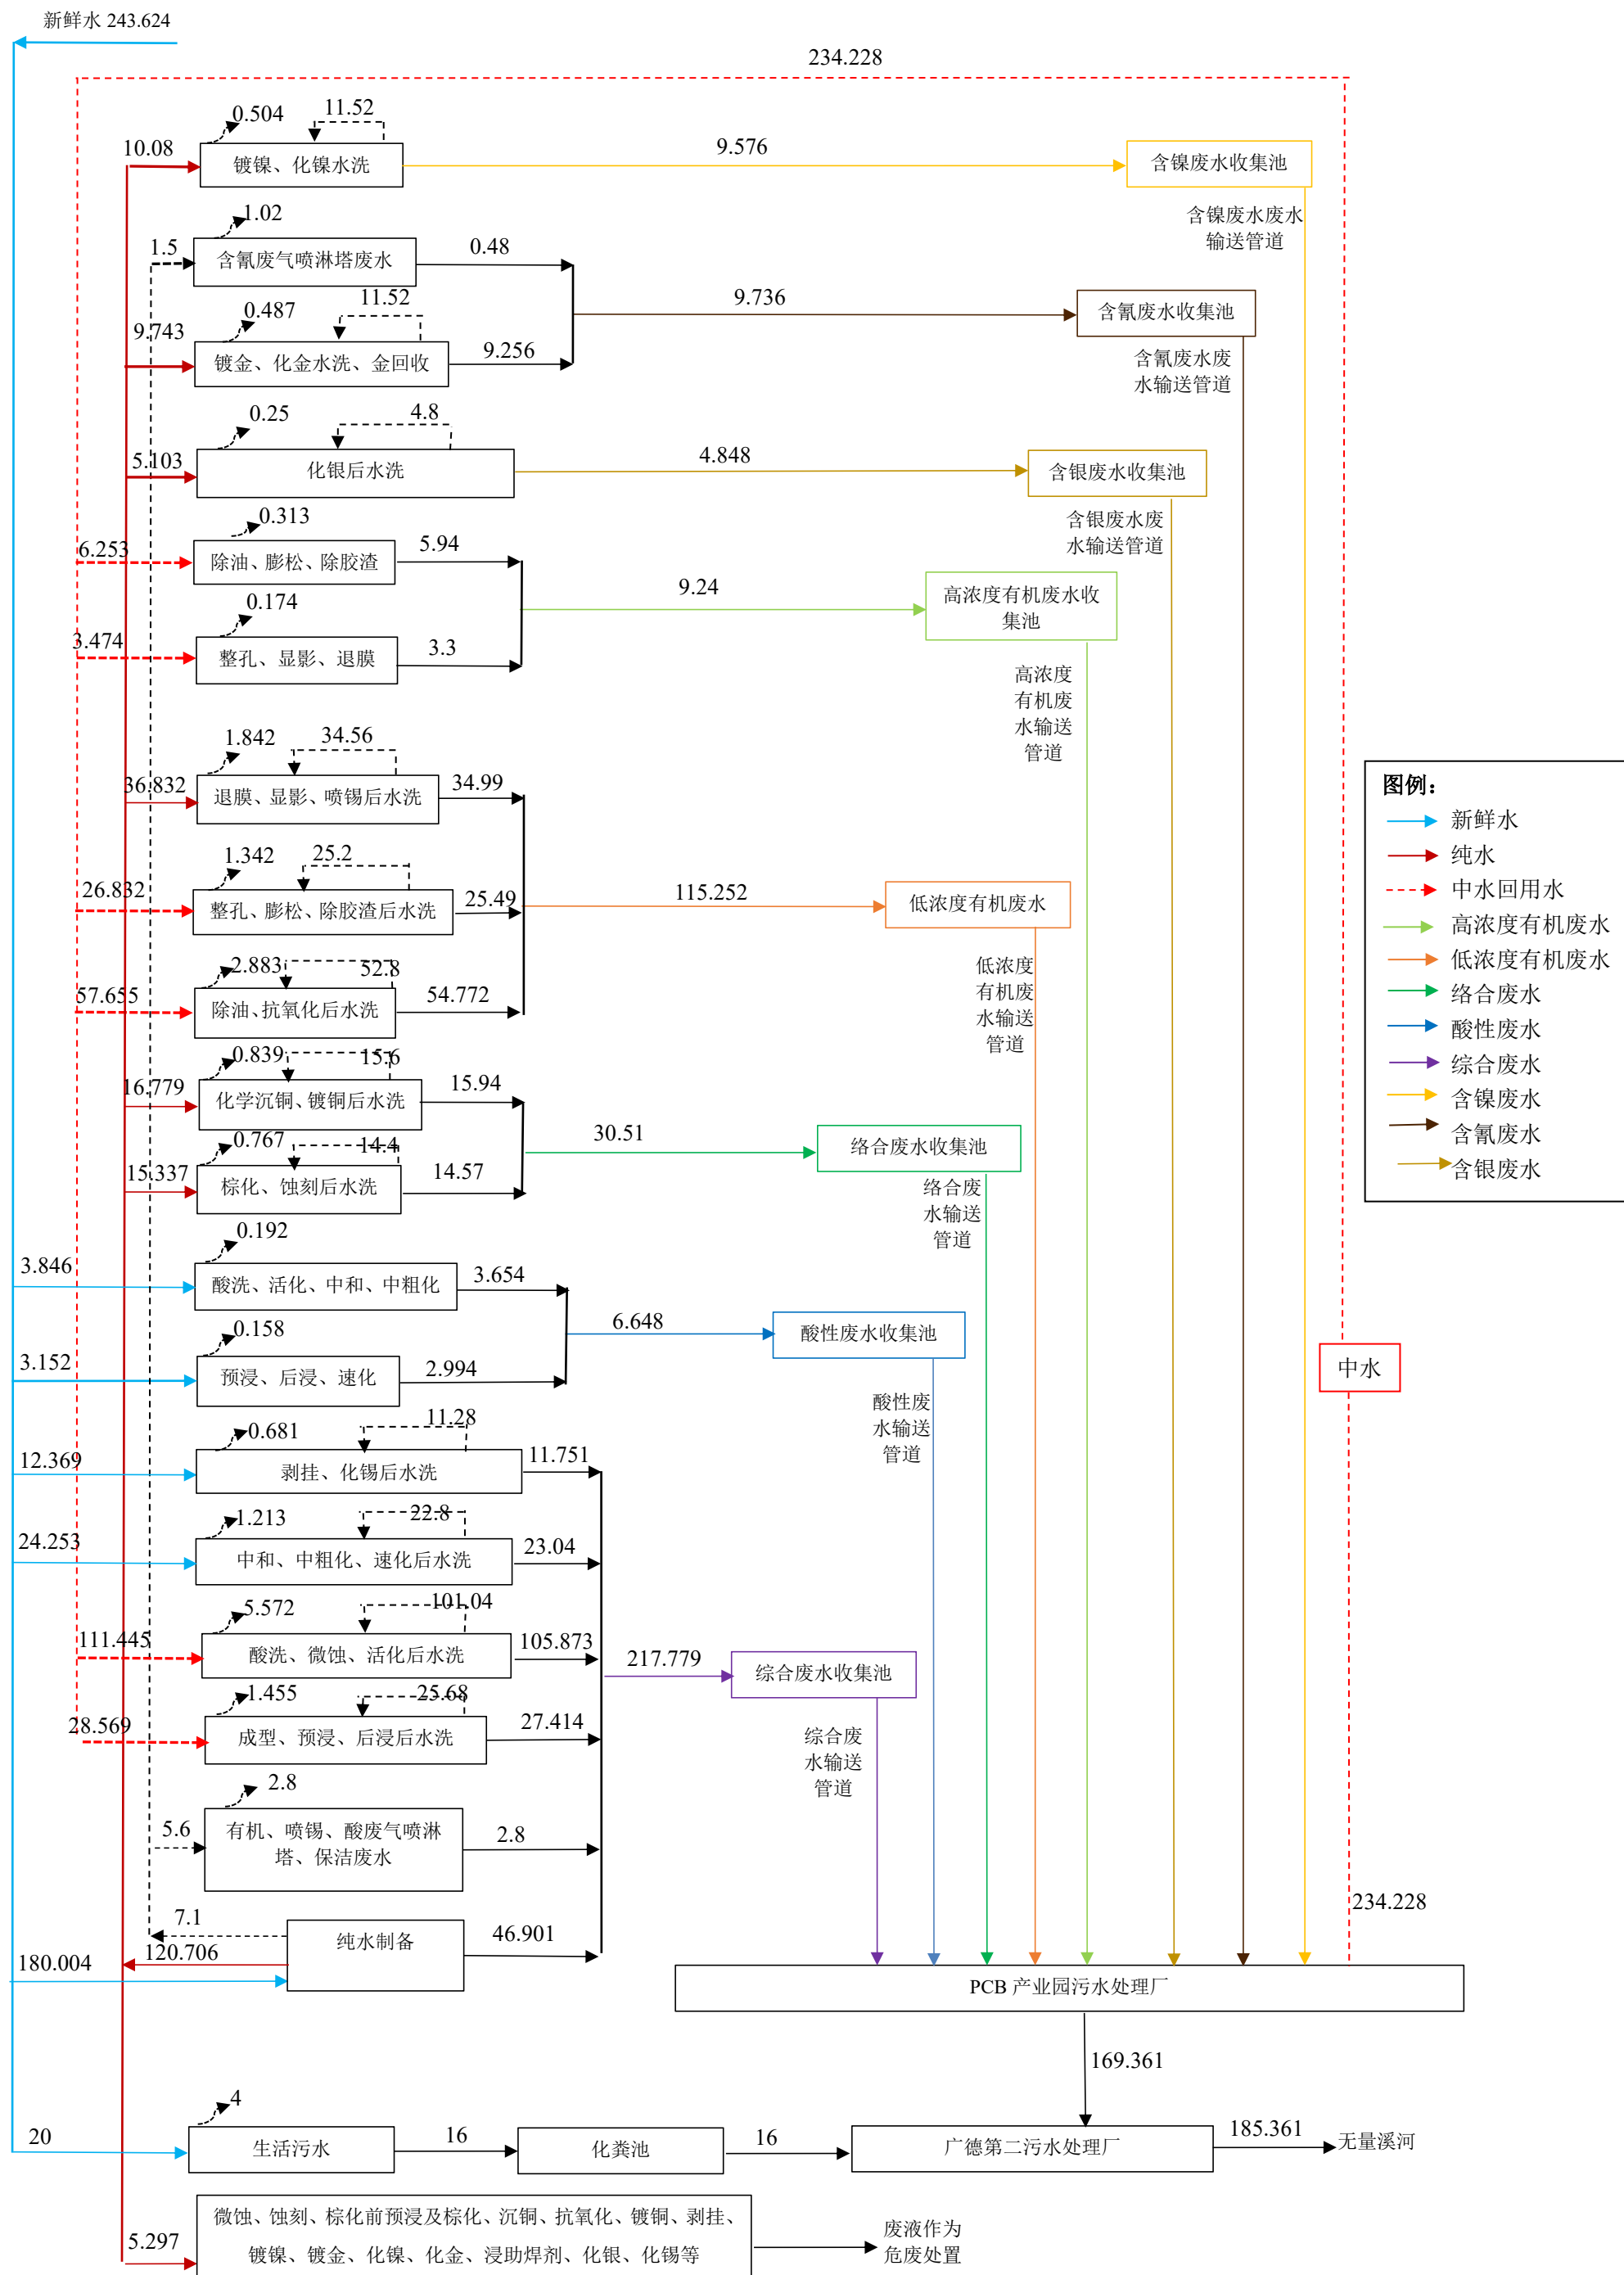 新鲜水 243.624
234.228
0.504
11.52
10.08
镀镍、化镍水洗
9.576
含镍废水收集池
含镍废水废水
输送管道
1.02
1.5
含氰废气喷淋塔废水
0.48
0.487
11.52
9.743
镀金、化金水洗、金回收
9.256
9.736
含氰废水收集池
含氰废水废
水输送管道
0.25
4.8
5.103
化银后水洗
4.848
含银废水收集池
含银废水废
水输送管道
0.313
6.253
除油、膨松、除胶渣
5.94
0.174
3.474
整孔、显影、退膜
3.3
9.24
高浓度有机废水收
集池
高浓度
有机废
水输送
管道
1.842
34.56
36.832
退膜、显影、喷锡后水洗
34.99
1.342
25.2
26.832
整孔、膨松、除胶渣后水洗
25.49
2.883
52.8
57.655
除油、抗氧化后水洗
54.772
115.252
低浓度有机废水
低浓度
有机废
水输送
管道
0.839
15.6
16.779
化学沉铜、镀铜后水洗
15.94
0.767
14.4
15.337
棕化、蚀刻后水洗
14.57
30.51
络合废水收集池
络合废
水输送
管道
0.192
3.846
酸洗、活化、中和、中粗化
3.654
0.158
3.152
预浸、后浸、速化
2.994
6.648
酸性废水收集池
酸性废
水输送
管道
0.681
11.28
12.369
剥挂、化锡后水洗
11.751
1.213
22.8
24.253
中和、中粗化、速化后水洗
23.04
5.572
101.04
111.445
酸洗、微蚀、活化后水洗
105.873
1.455
25.68
28.569
成型、预浸、后浸后水洗
27.414
217.779
综合废水收集池
综合废
水输送
管道
2.8
5.6
有机、喷锡、酸废气喷淋
塔、保洁废水
2.8
7.1
120.706
180.004
纯水制备
46.901
图例：
新鲜水
纯水
中水回用水
高浓度有机废水
低浓度有机废水
络合废水
酸性废水
综合废水
含镍废水
含氰废水
含银废水
中水
234.228
PCB 产业园污水处理厂
169.361
4
20
生活污水
16
化粪池
16
广德第二污水处理厂
185.361
无量溪河
5.297
微蚀、蚀刻、棕化前预浸及棕化、沉铜、抗氧化、镀铜、剥挂、
镀镍、镀金、化镍、化金、浸助焊剂、化银、化锡等
废液作为
危废处置